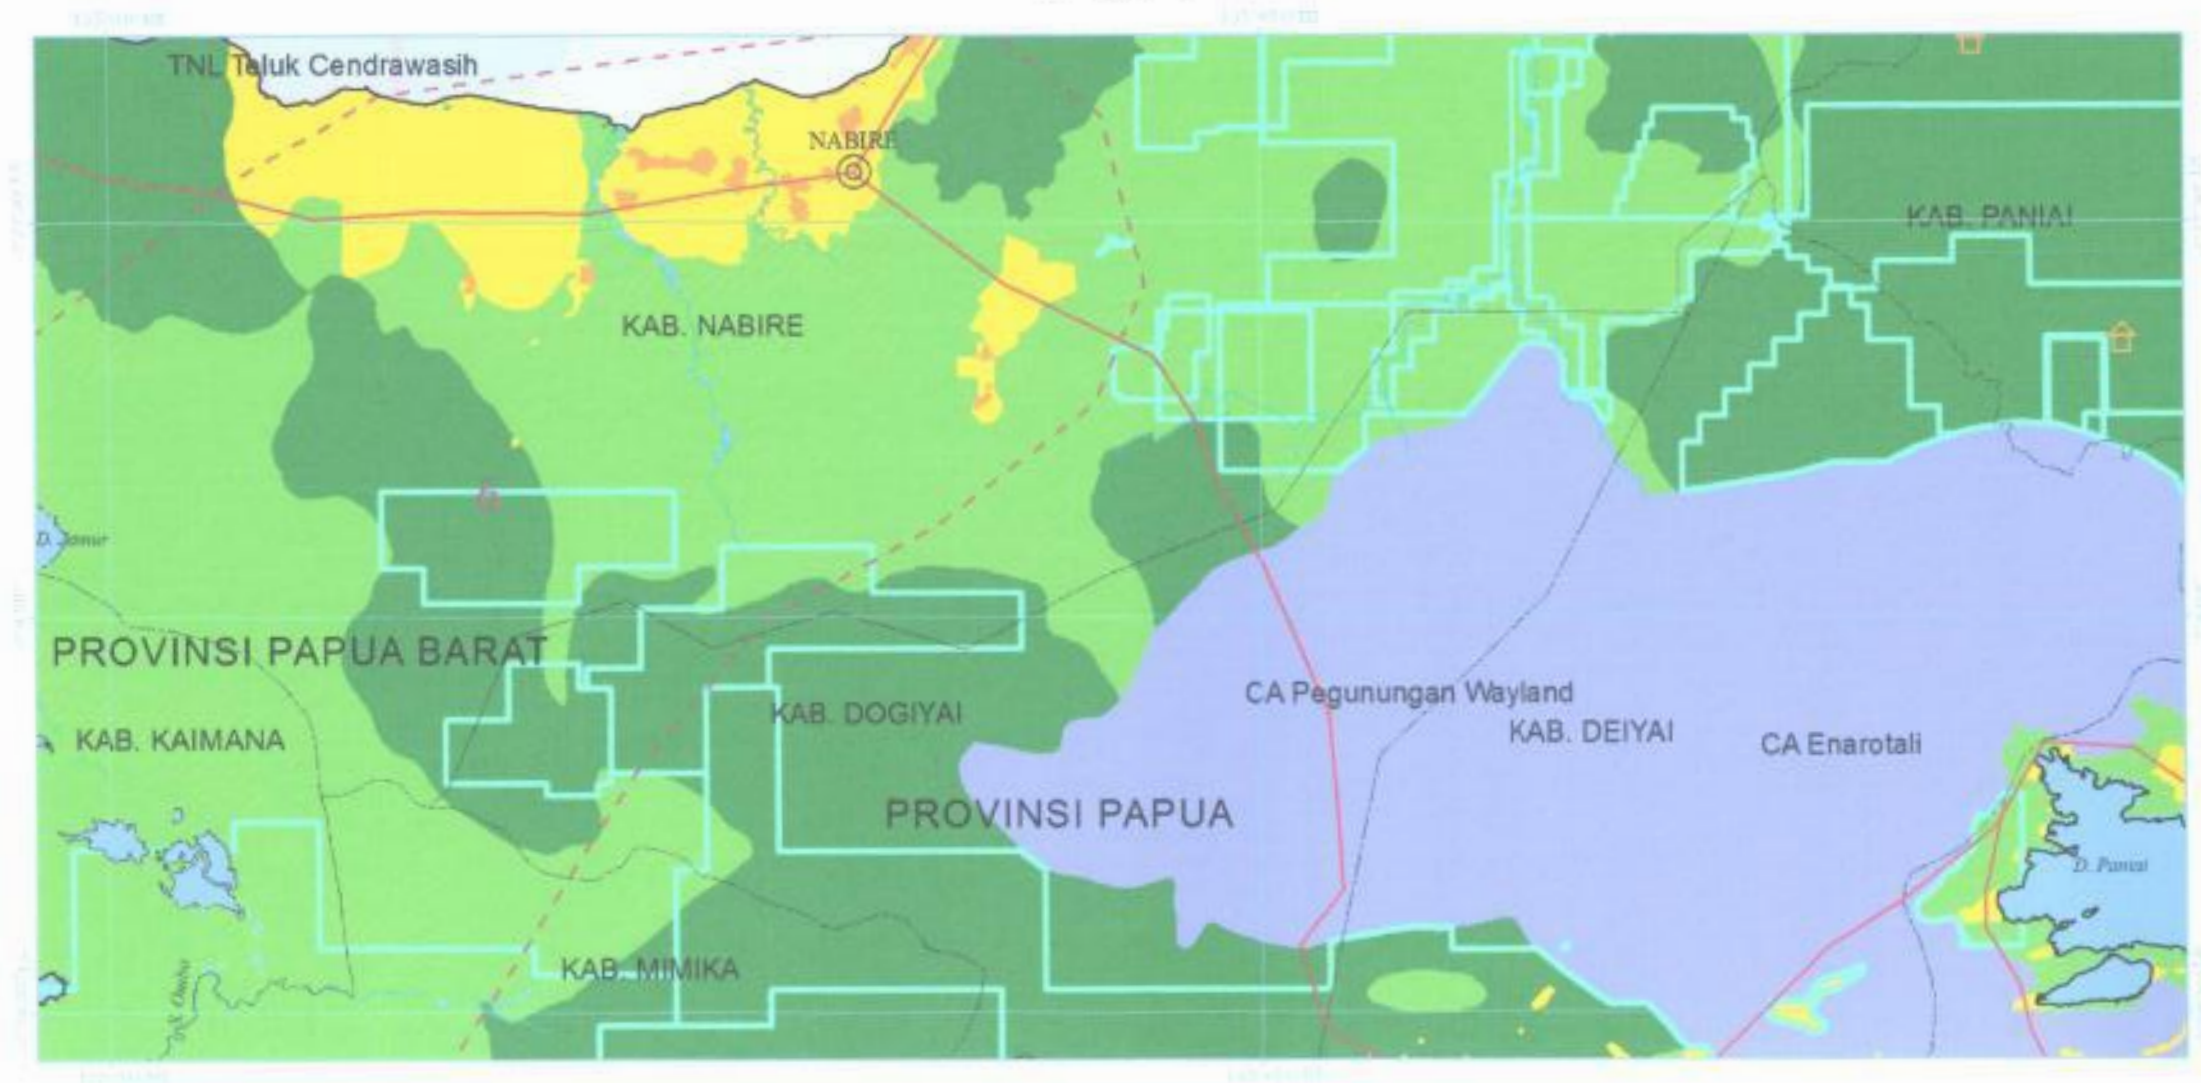 TNL Teluk Cendrawasih
NABIRE
KAB. PANIAI
KAB. NABIRE
D. Jamur
PROVINSI PAPUA BARAT
CA Pegunungan Wayland
KAB. DOGIYAI
KAB. DEIYAI
KAB. KAIMANA
CA Enarotali
PROVINSI PAPUA
D. Paniai
KAB. MIMIKA